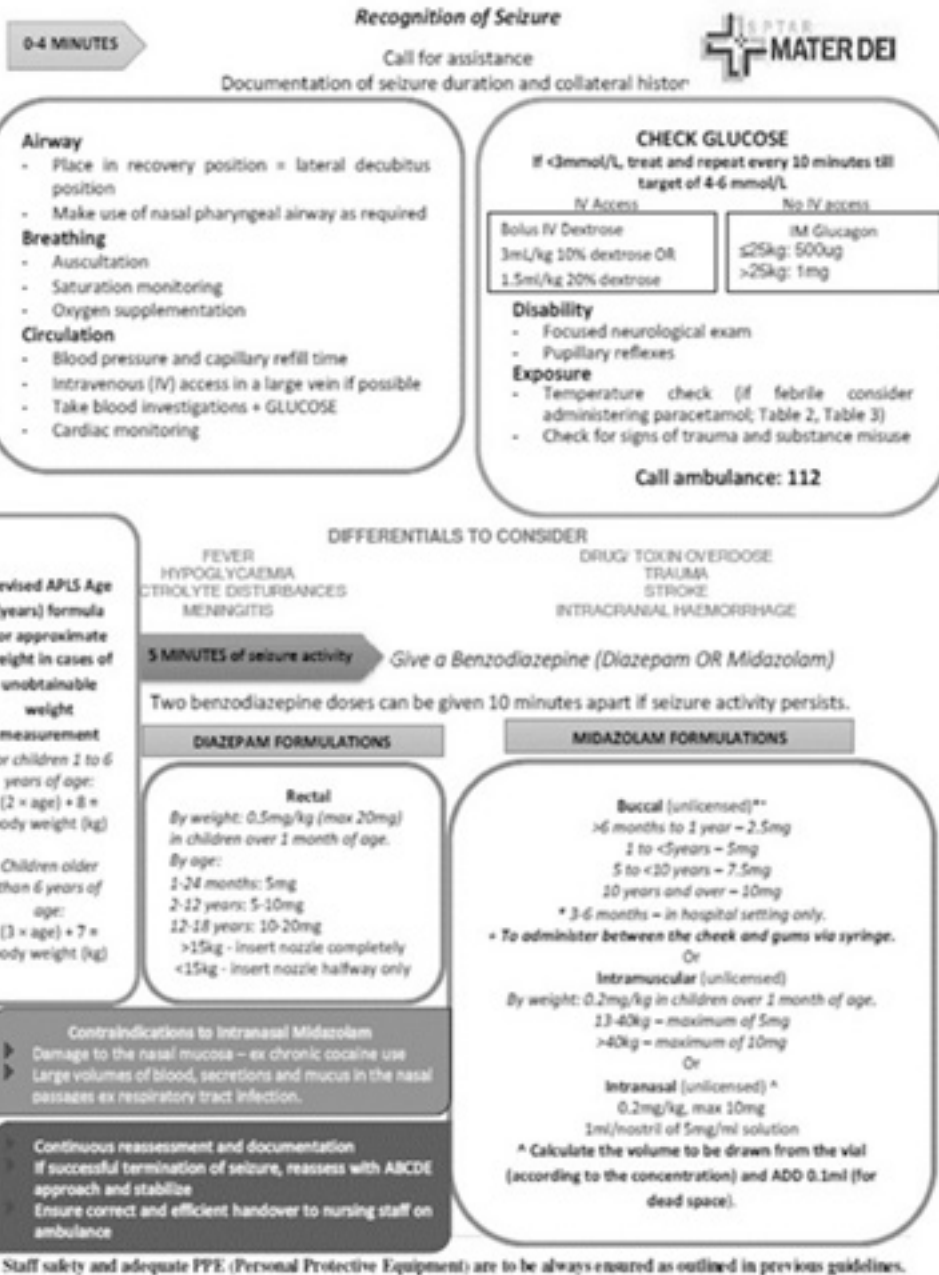 0-4 MINUTES
Recognition of Seizure
Call for assistance
Documentation of seizure duration and collateral histor
SPTAR
MATER DEI
Airway
- Place in recovery position = lateral decubitus
position
- Make use of nasal pharyngeal airway as required
Breathing
- Auscultation
- Saturation monitoring
- Oxygen supplementation
Circulation
- Blood pressure and capillary refill time
- Intravenous (IV) access in a large vein if possible
- Take blood investigations + GLUCOSE
- Cardiac monitoring
CHECK GLUCOSE
If <3mmol/L, treat and repeat every 10 minutes till
target of 4-6 mmol/L
IV Access
Bolus IV Dextrose
3mL/kg 10% dextrose OR
1.5ml/kg 20% dextrose
No IV access
IM Glucagon
≤25kg: 500ug
>25kg: 1mg
Disability
- Focused neurological exam
- Pupillary reflexes
Exposure
- Temperature check (if febrile consider
administering paracetamol; Table 2, Table 3)
- Check for signs of trauma and substance misuse
Call ambulance: 112
DIFFERENTIALS TO CONSIDER
FEVER
HYPOGLYCAEMIA
CTROLYTE DISTURBANCES
MENINGITIS
DRUG/ TOXIN OVERDOSE
TRAUMA
STROKE
INTRACRANIAL HAEMORRHAGE
evised APLS Age
years) formula
or approximate
eight in cases of
unobtainable
weight
measurement
or children 1 to 6
years of age:
(2 × age) + 8 =
ody weight (kg)
Children older
than 6 years of
age:
(3 × age) + 7 =
ody weight (kg)
5 MINUTES of seizure activity
Give a Benzodiazepine (Diazepam OR Midazolam)
Two benzodiazepine doses can be given 10 minutes apart if seizure activity persists.
DIAZEPAM FORMULATIONS
Rectal
By weight: 0.5mg/kg (max 20mg)
in children over 1 month of age.
By age:
1-24 months: 5mg
2-12 years: 5-10mg
12-18 years: 10-20mg
>15kg - insert nozzle completely
<15kg - insert nozzle halfway only
MIDAZOLAM FORMULATIONS
Buccal (unlicensed)*+
>6 months to 1 year – 2.5mg
1 to <5years – 5mg
5 to <10 years – 7.5mg
10 years and over – 10mg
* 3-6 months – in hospital setting only.
+ To administer between the cheek and gums via syringe.
Or
Intramuscular (unlicensed)
By weight: 0.2mg/kg in children over 1 month of age.
13-40kg – maximum of 5mg
>40kg – maximum of 10mg
Or
Intranasal (unlicensed) ^
0.2mg/kg, max 10mg
1ml/nostril of 5mg/ml solution
^ Calculate the volume to be drawn from the vial
(according to the concentration) and ADD 0.1ml (for
dead space).
Contraindications to Intranasal Midazolam
Damage to the nasal mucosa – ex chronic cocaine use
Large volumes of blood, secretions and mucus in the nasal
passages ex respiratory tract infection.
Continuous reassessment and documentation
If successful termination of seizure, reassess with ABCDE
approach and stabilize
Ensure correct and efficient handover to nursing staff on
ambulance
Staff safety and adequate PPE (Personal Protective Equipment) are to be always ensured as outlined in previous guidelines.